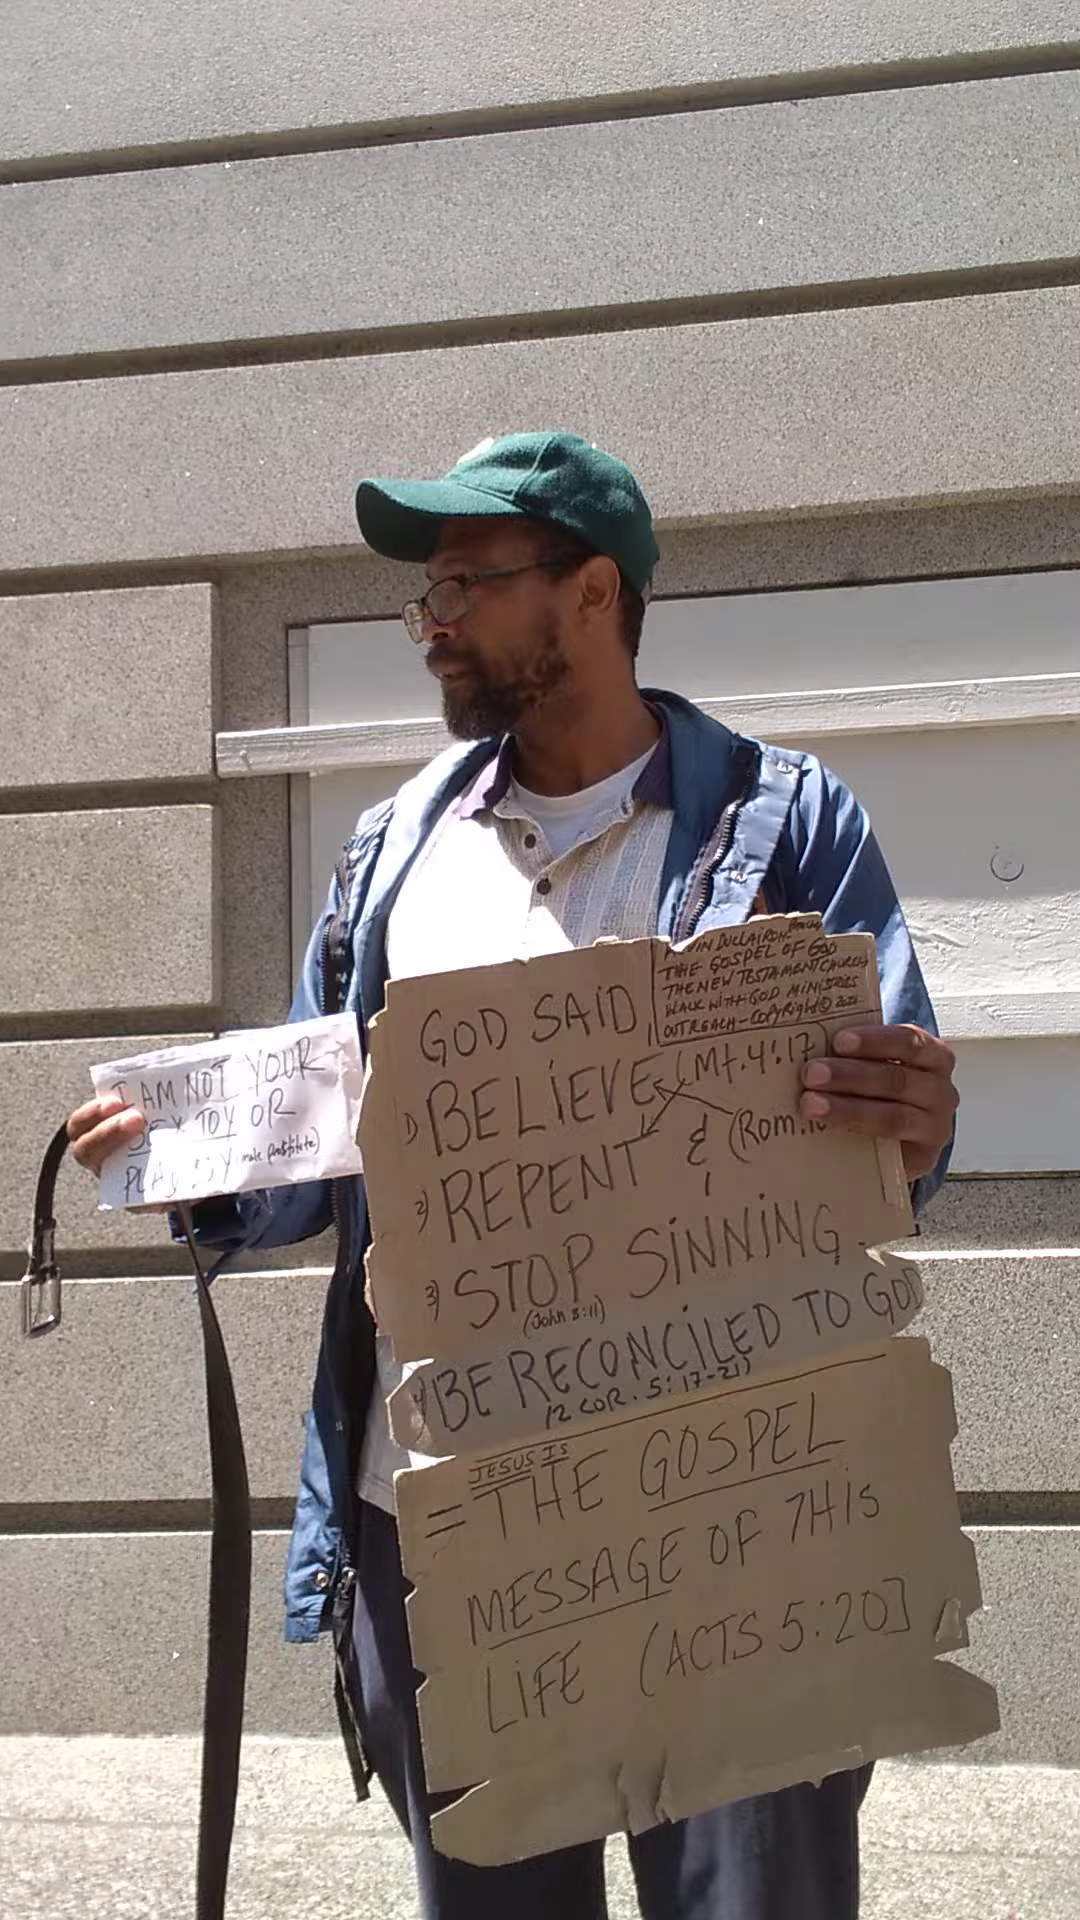 I AM NOT YOUR
SEX TOY OR
PLAYBOY (male prostitute)
DUCLAIRON
THE GOSPEL OF GOD
THE NEW TESTAMENT CHURCH
WALK WITH GOD MINISTRIES
OUTREACH - COPYRIGHT ©
GOD SAID
1) BELIEVE (Mt. 4:17)
2) REPENT & (Rom.
3) STOP SiNNiNG.
(John 8:11)
4) BE RECONCiLED TO GOD
(2 COR. 5:17-21)
JESUS IS
= THE GOSPEL
MESSAGE OF THis
LiFE (ACTS 5:20]